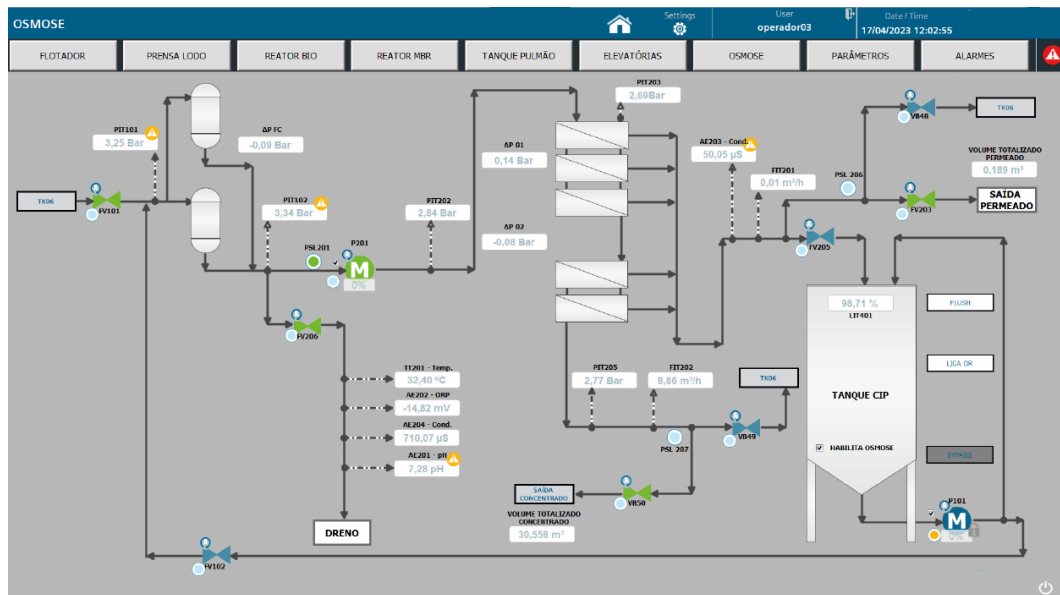 OSMOSE
Settings
User
operador03
Date / Time
17/04/2023 12:02:55
FLOTADOR
PRENSA LODO
REATOR BIO
REATOR MBR
TANQUE PULMÃO
ELEVATÓRIAS
OSMOSE
PARÂMETROS
ALARMES
PIT101
3,25 Bar
ΔP FC
-0,09 Bar
TK06
FV101
PIT102
3,34 Bar
PSL201
P201
M
0%
PIT202
2,84 Bar
FV206
TT201 - Temp.
32,40 ºC
AE202 - ORP
-14,82 mV
AE204 - Cond.
710,07 µS
AE201 - pH
7,28 pH
DRENO
FV102
PIT203
2,69Bar
ΔP 01
0,14 Bar
ΔP 02
-0,08 Bar
AE203 - Cond.
50,05 µS
FIT201
0,01 m³/h
PSL 206
VB48
TK06
VOLUME TOTALIZADO
PERMEADO
0,189 m³
FV203
SAÍDA
PERMEADO
FV205
PIT205
2,77 Bar
FIT202
8,86 m³/h
TK06
PSL 207
VB49
SAÍDA
CONCENTRADO
VB50
VOLUME TOTALIZADO
CONCENTRADO
30,558 m³
98,71 %
LIT401
TANQUE CIP
HABILITA OSMOSE
FLUSH
LIGA OR
BYPASS
P101
M
0%